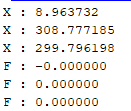 X : 8.963732
X : 308.777185
X : 299.796198
F : -0.000000
F : 0.000000
F : 0.000000